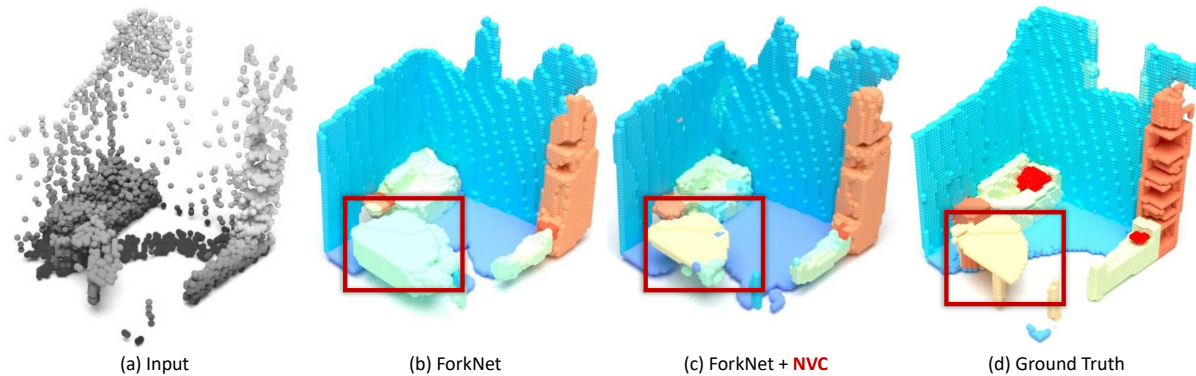 (a) Input
(b) ForkNet
(c) ForkNet + NVC
(d) Ground Truth